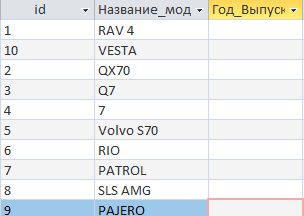 id Название_мод Год_Выпуск
1 RAV 4
10 VESTA
2 QX70
3 Q7
4 7
5 Volvo S70
6 RIO
7 PATROL
8 SLS AMG
9 PAJERO